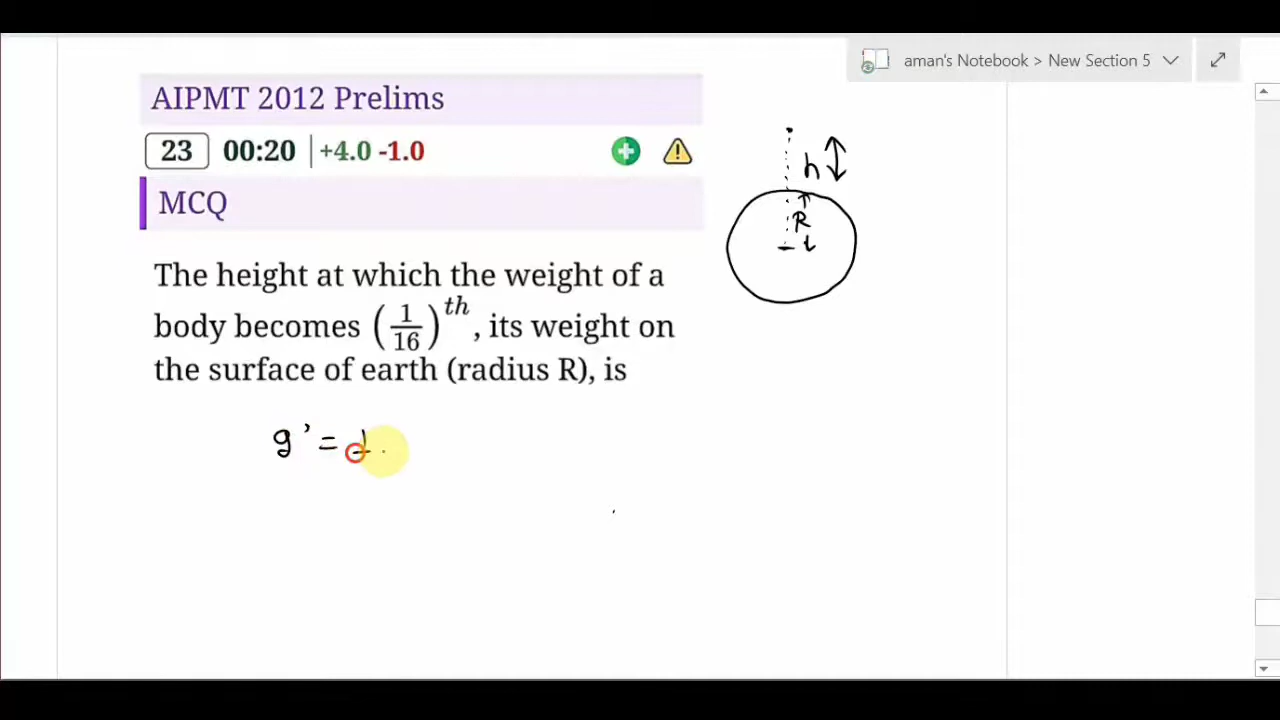 aman's Notebook > New Section 5
AIPMT 2012 Prelims
23 00:20 | +4.0 -1.0
MCQ
The height at which the weight of a
body becomes (1/16)^th, its weight on
the surface of earth (radius R), is
h
R
g' = 1